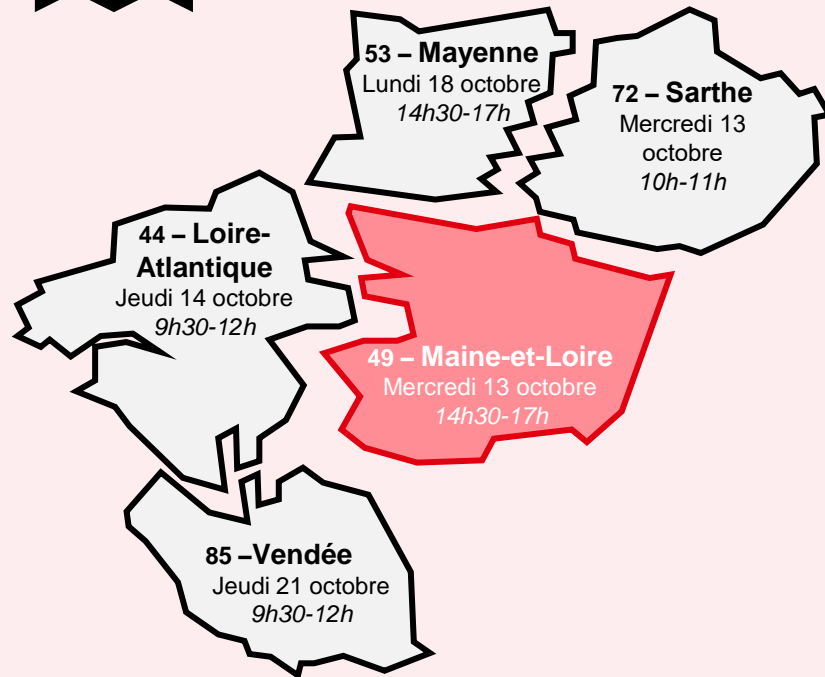 53 – Mayenne
Lundi 18 octobre
14h30-17h
72 – Sarthe
Mercredi 13
octobre
10h-11h
44 – Loire-
Atlantique
Jeudi 14 octobre
9h30-12h
49 – Maine-et-Loire
Mercredi 13 octobre
14h30-17h
85 –Vendée
Jeudi 21 octobre
9h30-12h